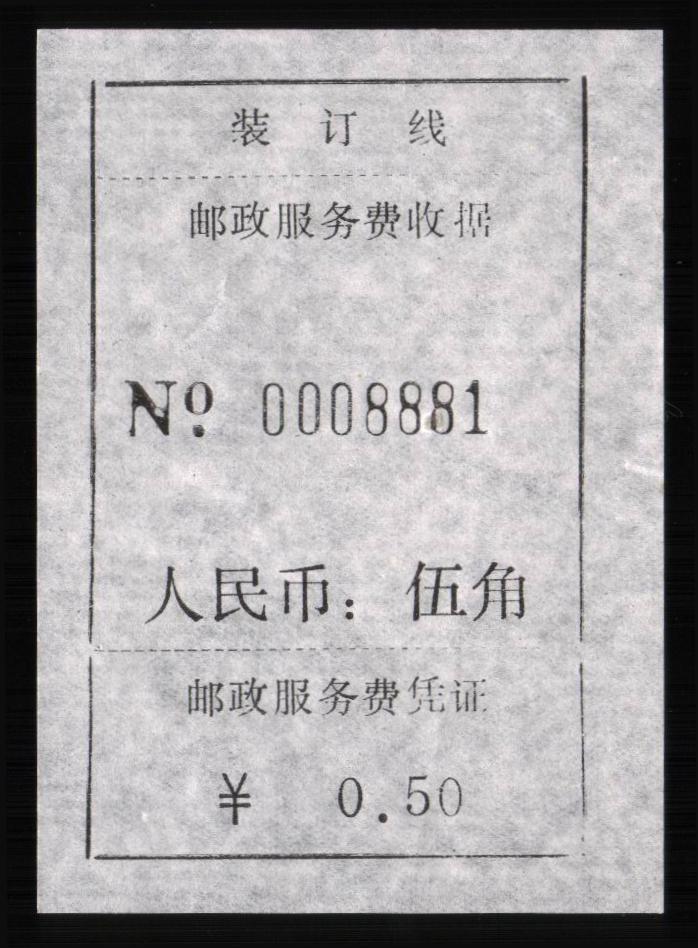 装 订 线
邮政服务费收据
№ 0008881
人民币：伍角
邮政服务费凭证
¥ 0.50